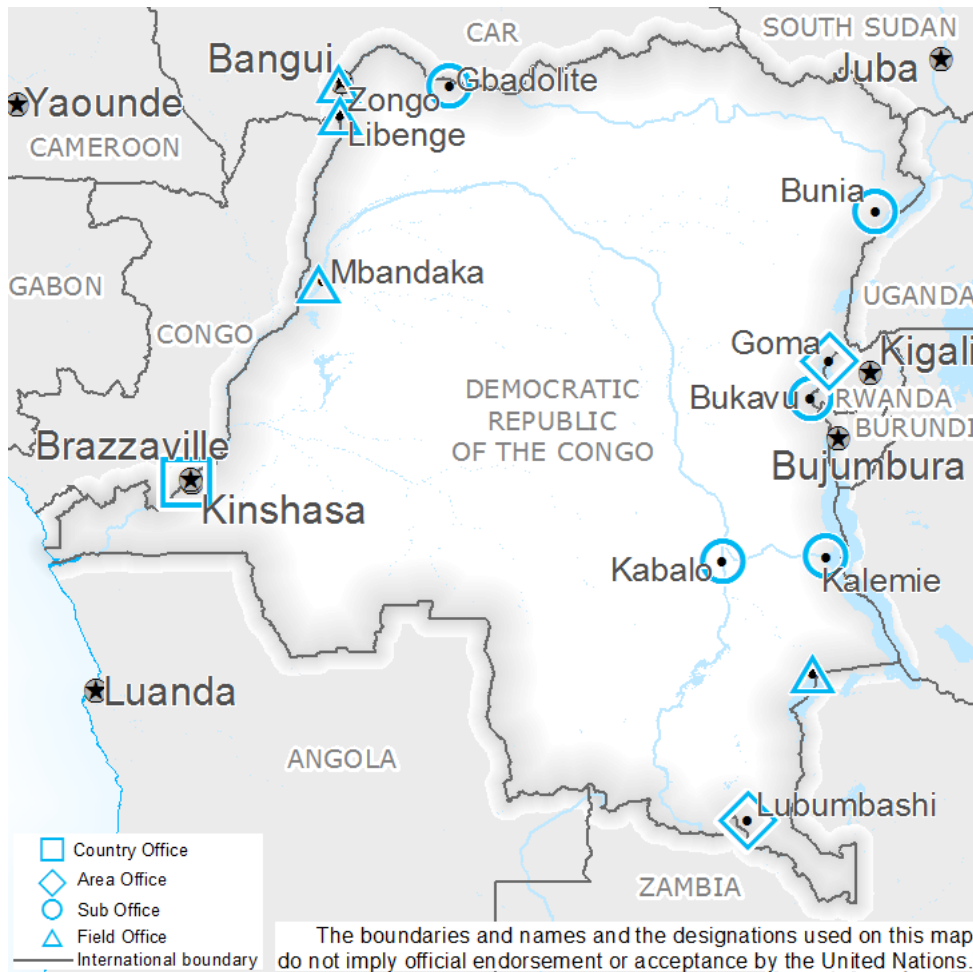 CAR
SOUTH SUDAN
Bangui
Gbadolite
Juba
Yaounde
Zongo
Libenge
CAMEROON
Bunia
Mbandaka
GABON
UGANDA
CONGO
Goma
Kigali
DEMOCRATIC
REPUBLIC
OF THE CONGO
Bukavu
RWANDA
BURUNDI
Brazzaville
Bujumbura
Kinshasa
Kabalo
Kalemie
Luanda
ANGOLA
Lubumbashi
ZAMBIA
Country Office
Area Office
Sub Office
Field Office
International boundary
The boundaries and names and the designations used on this map
do not imply official endorsement or acceptance by the United Nations.